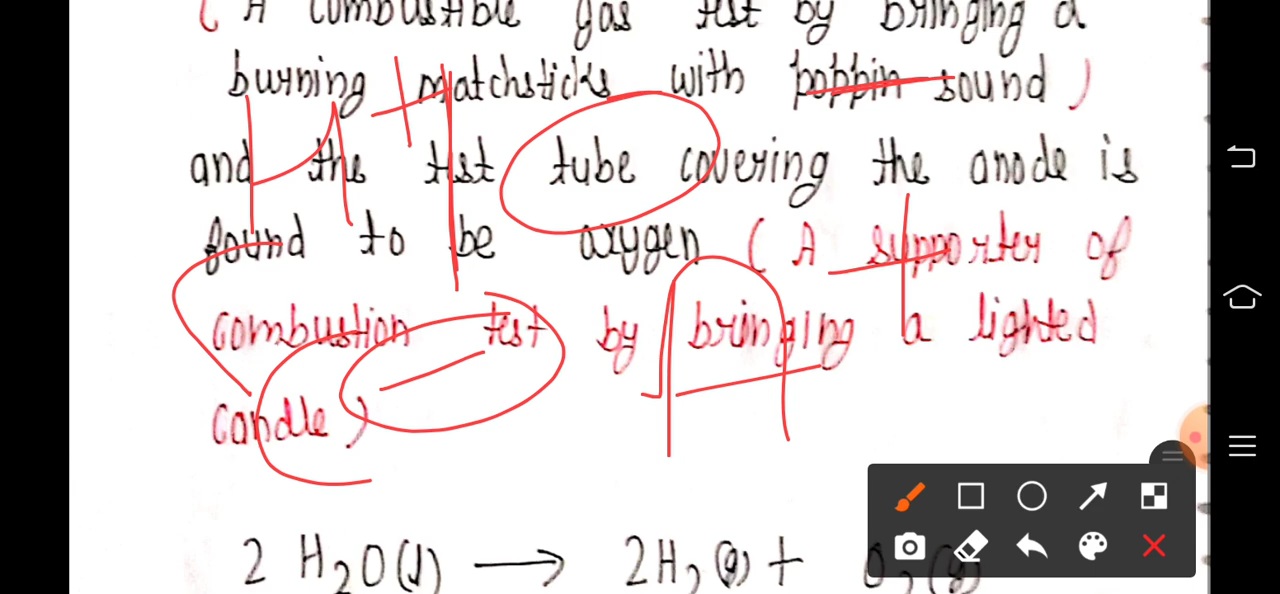 ( A combustible gas test by bringing a
burning matchsticks with poppin sound )
and the test tube covering the anode is
found to be oxygen ( A supporter of
combustion test by bringing a lighted
candle )
2 H₂O(l) → 2H₂(g) + O₂(g)